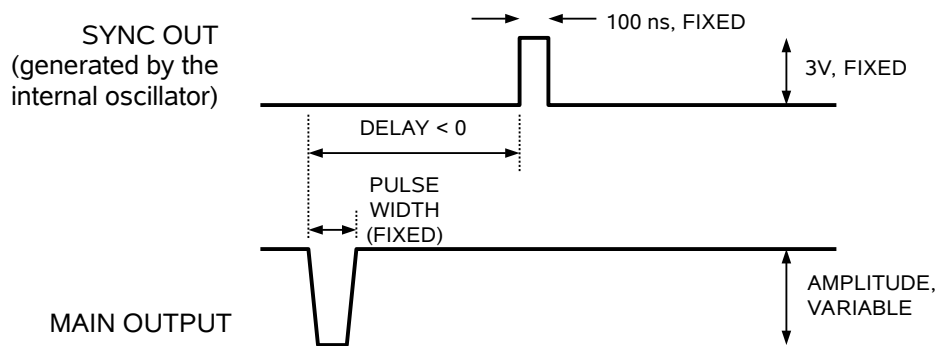 SYNC OUT
(generated by the
internal oscillator)
100 ns, FIXED
3V, FIXED
DELAY < 0
PULSE
WIDTH
(FIXED)
MAIN OUTPUT
AMPLITUDE,
VARIABLE